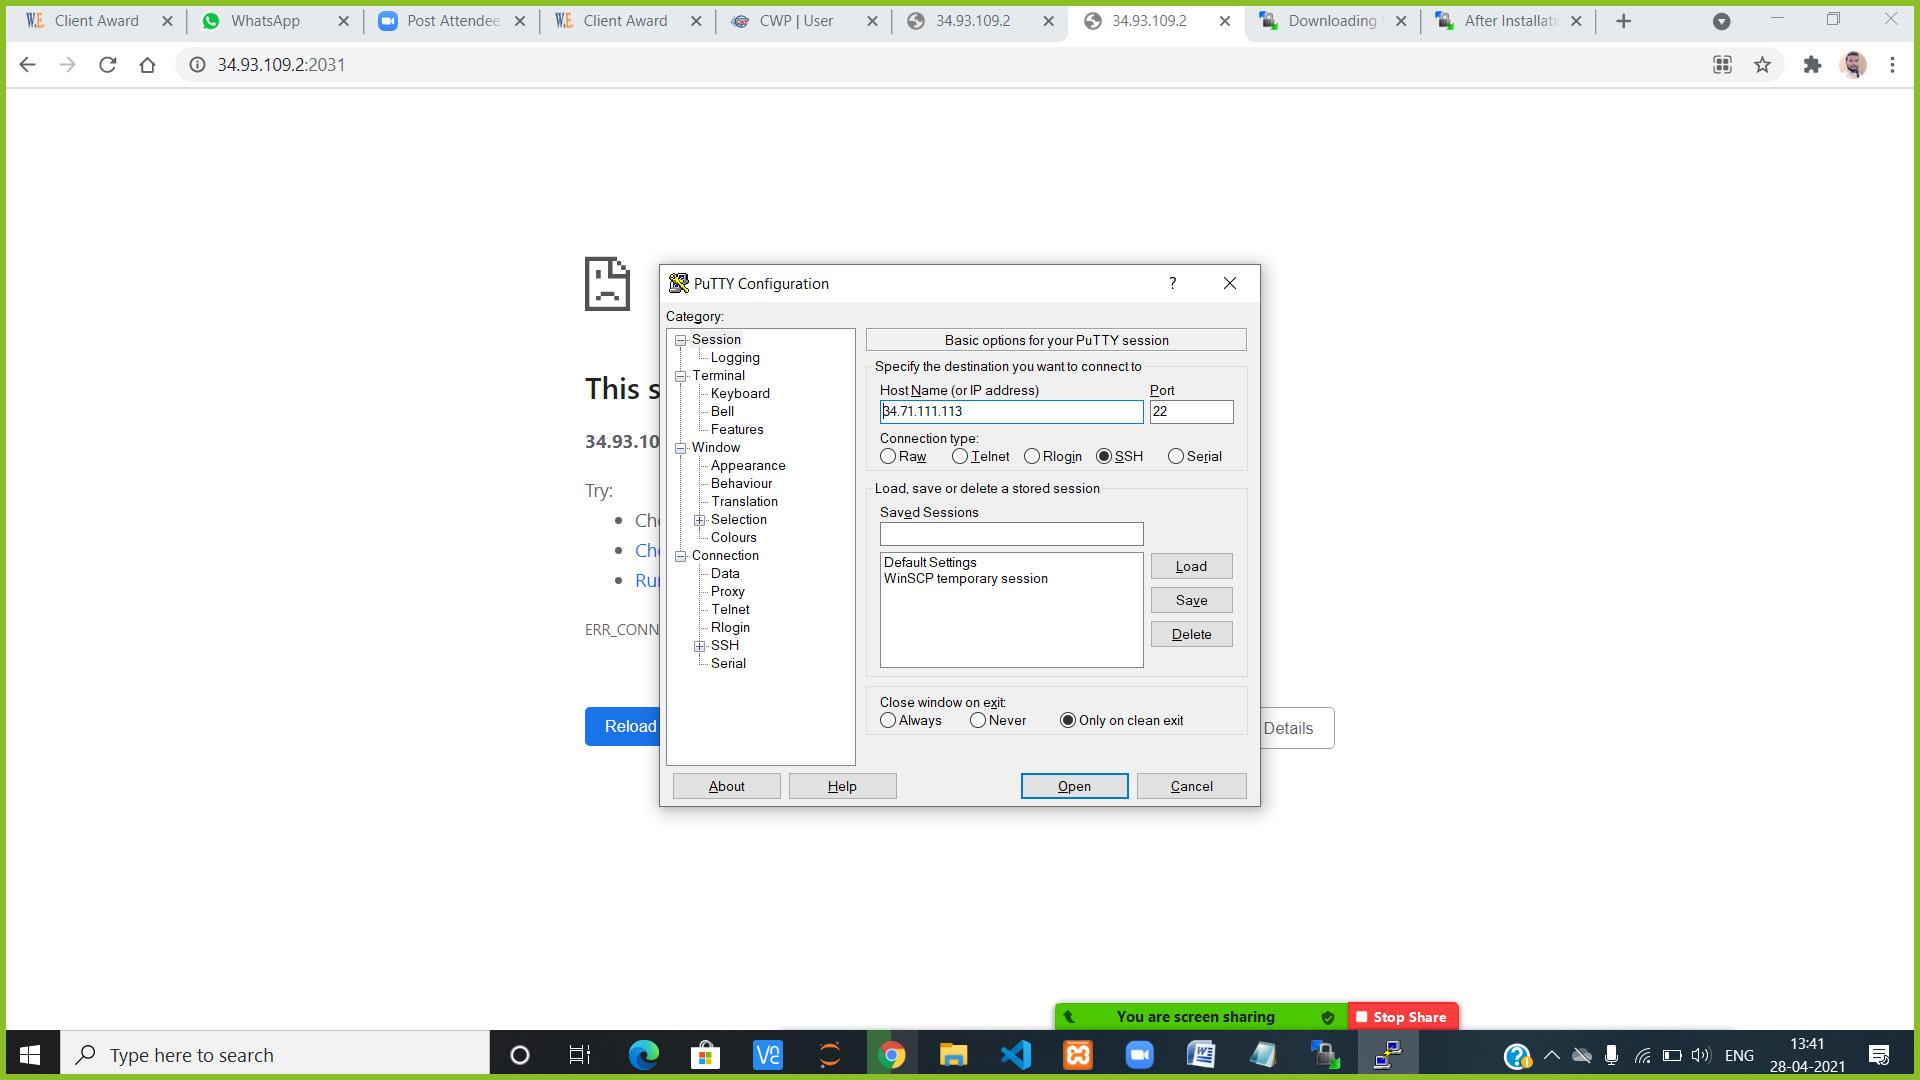 Client Award
WhatsApp
Post Attendee
Client Award
CWP | User
34.93.109.2
34.93.109.2
Downloading
After Installati
34.93.109.2:2031
This s
34.93.10
Try:
Che
Che
Run
ERR_CONN
Reload
Details
PuTTY Configuration
?
Category:
Session
Logging
Terminal
Keyboard
Bell
Features
Window
Appearance
Behaviour
Translation
Selection
Colours
Connection
Data
Proxy
Telnet
Rlogin
SSH
Serial
Basic options for your PuTTY session
Specify the destination you want to connect to
Host Name (or IP address)
Port
34.71.111.113
22
Connection type:
Raw
Telnet
Rlogin
SSH
Serial
Load, save or delete a stored session
Saved Sessions
Default Settings
WinSCP temporary session
Load
Save
Delete
Close window on exit:
Always
Never
Only on clean exit
About
Help
Open
Cancel
You are screen sharing
Stop Share
Type here to search
ENG
13:41
28-04-2021